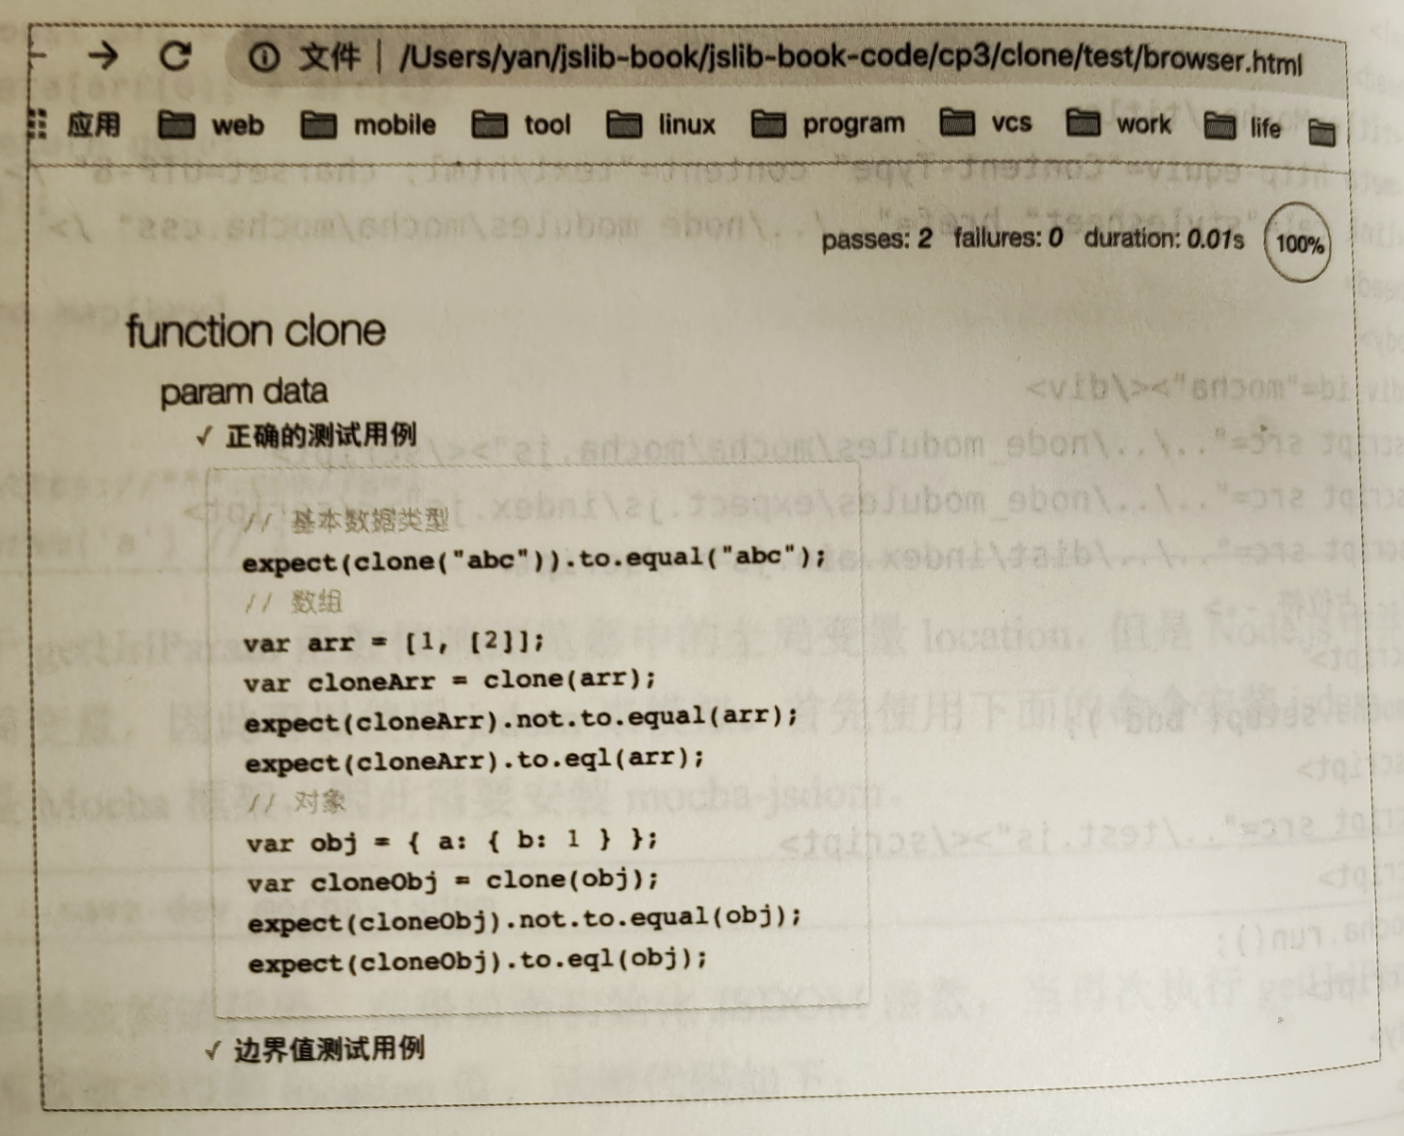 文件 | /Users/yan/jslib-book/jslib-book-code/cp3/clone/test/browser.html
应用 web mobile tool linux program vcs work life
passes: 2 failures: 0 duration: 0.01s 100%
function clone
param data
✓ 正确的测试用例
// 基本数据类型
expect(clone("abc")).to.equal("abc");
// 数组
var arr = [1, [2]];
var cloneArr = clone(arr);
expect(cloneArr).not.to.equal(arr);
expect(cloneArr).to.eql(arr);
// 对象
var obj = { a: { b: 1 } };
var cloneObj = clone(obj);
expect(cloneObj).not.to.equal(obj);
expect(cloneObj).to.eql(obj);
✓ 边界值测试用例